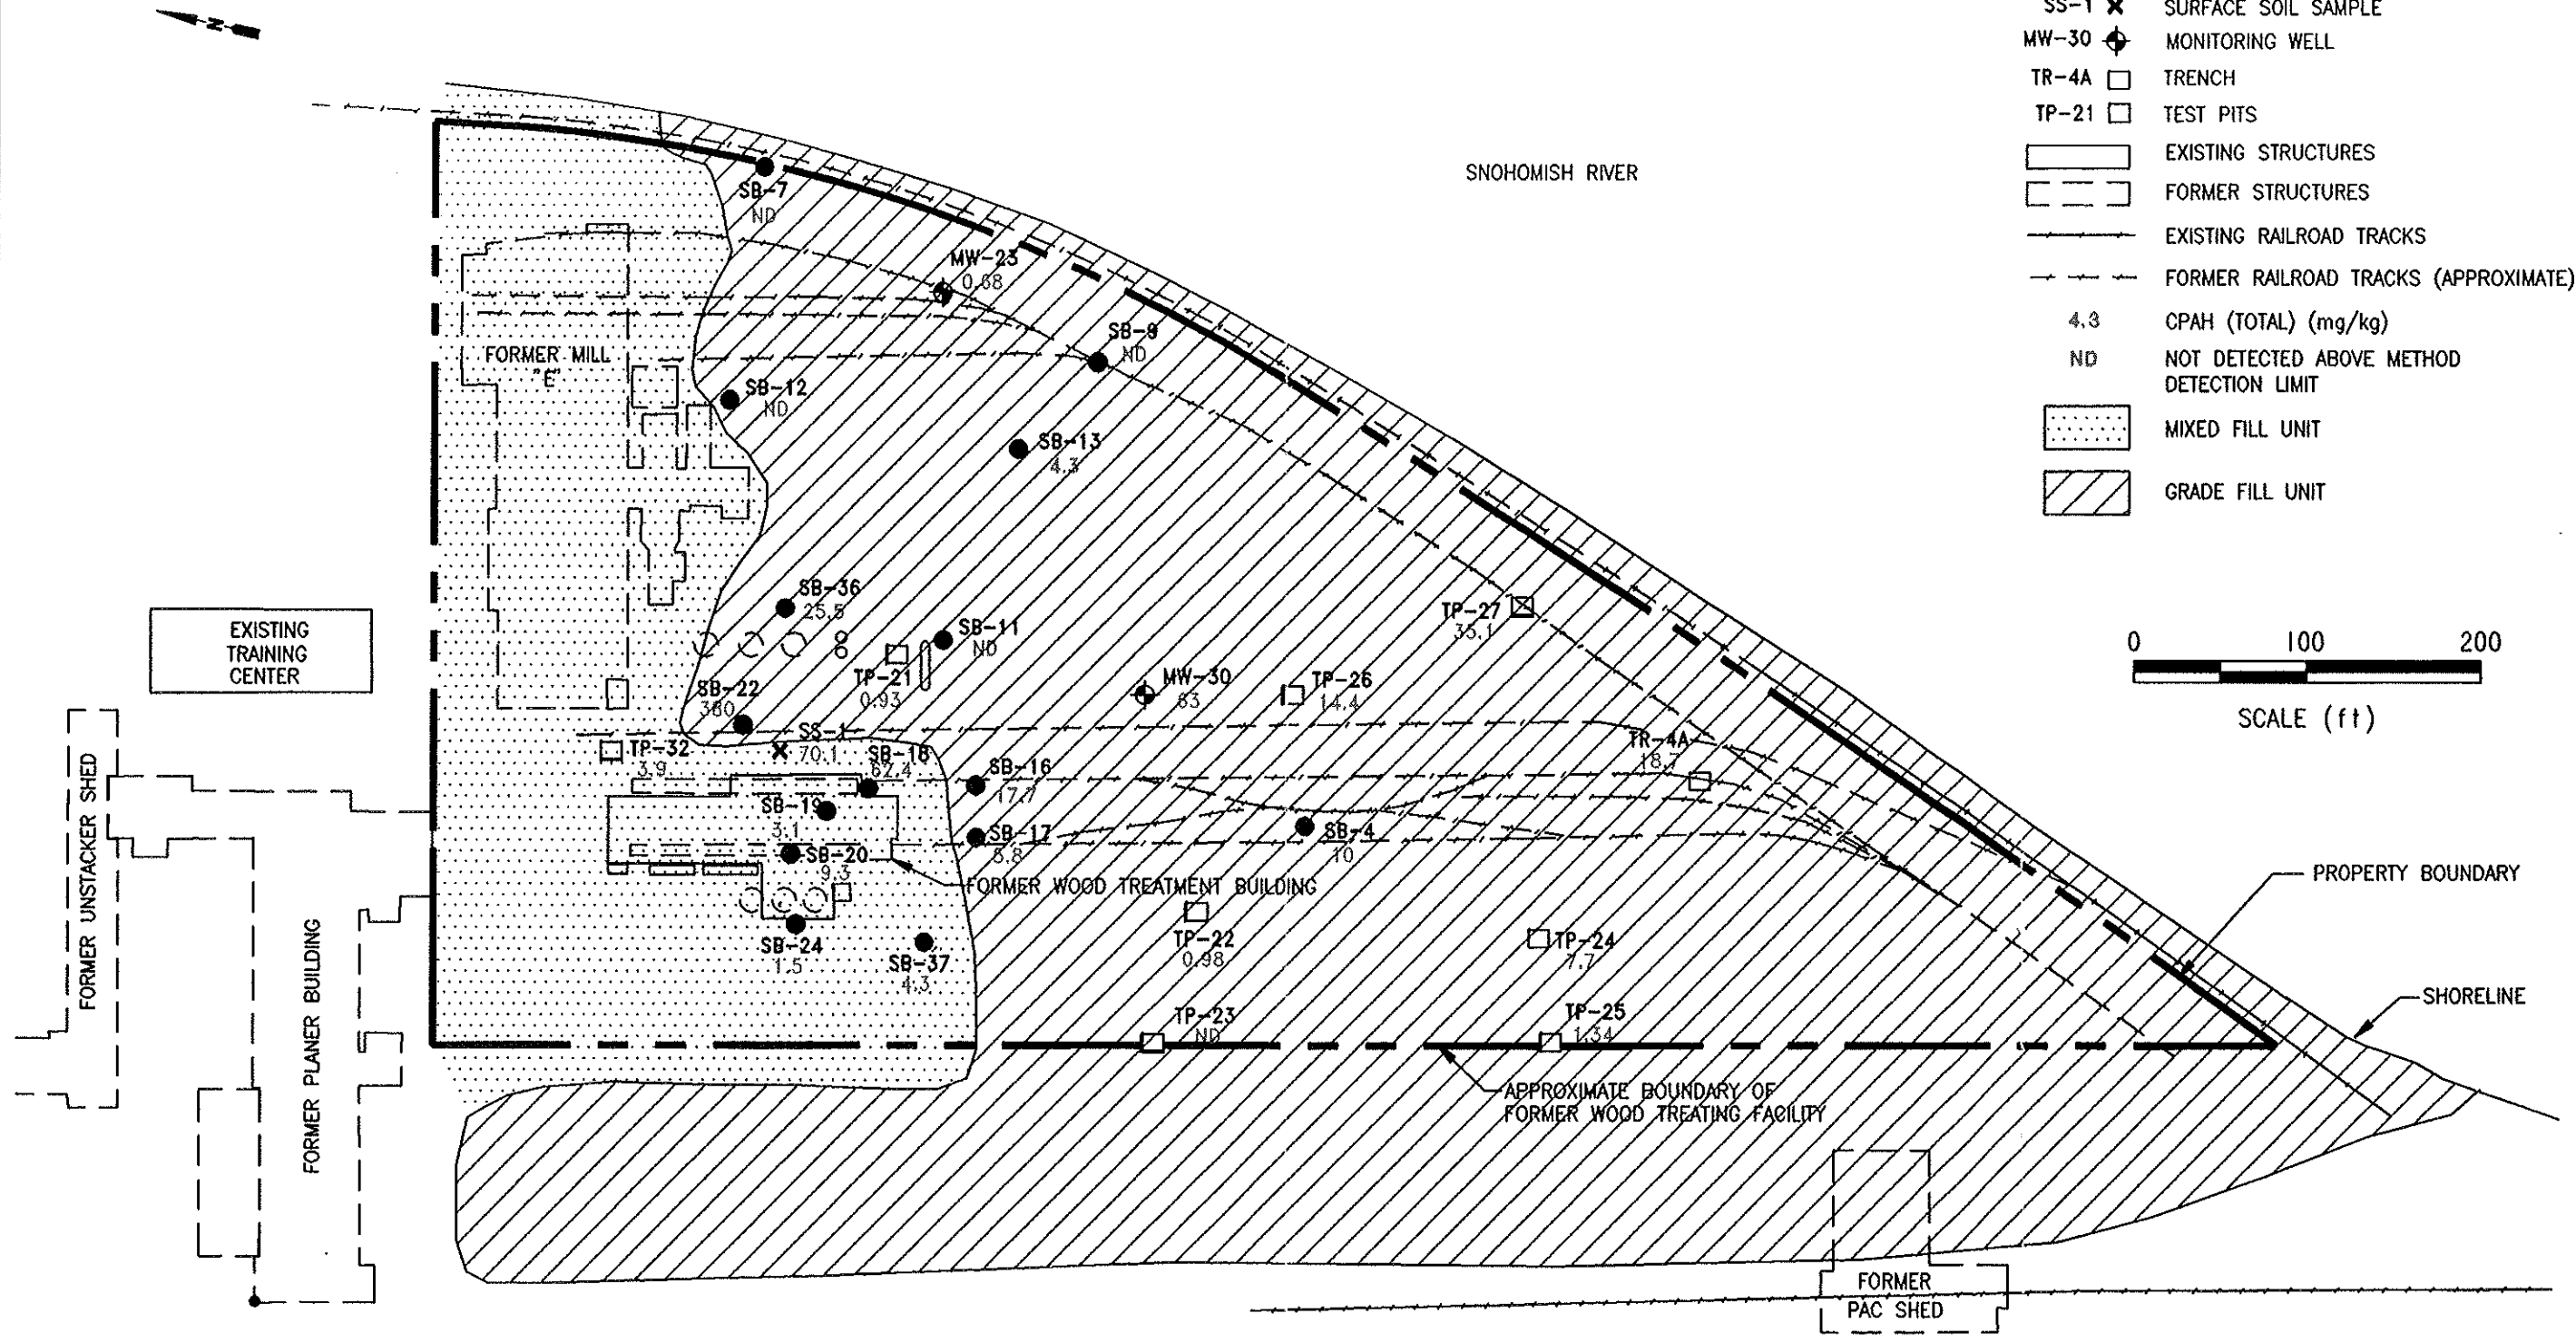 N
SS-1 SURFACE SOIL SAMPLE
MW-30 MONITORING WELL
TR-4A TRENCH
TP-21 TEST PITS
EXISTING STRUCTURES
FORMER STRUCTURES
EXISTING RAILROAD TRACKS
FORMER RAILROAD TRACKS (APPROXIMATE)
4.3 CPAH (TOTAL) (mg/kg)
ND NOT DETECTED ABOVE METHOD
DETECTION LIMIT
MIXED FILL UNIT
GRADE FILL UNIT
SNOHOMISH RIVER
SB-7
ND
MW-23
0.68
SB-9
ND
FORMER MILL
"E"
SB-12
ND
SB-13
4.3
SB-36
25.5
SB-11
ND
TP-21
0.93
TP-27
35.1
MW-30
63
TP-26
14.4
SB-22
380
SS-1
70.1
TP-32
3.9
SB-18
62.4
SB-16
17.7
TR-4A
18.7
SB-19
3.1
SB-17
5.8
SB-4
10
SB-20
9.3
FORMER WOOD TREATMENT BUILDING
SB-24
1.5
SB-37
4.3
TP-22
0.98
TP-24
7.7
TP-23
ND
TP-25
1.34
EXISTING
TRAINING
CENTER
FORMER UNSTACKER SHED
FORMER PLANER BUILDING
0 100 200
SCALE (ft)
PROPERTY BOUNDARY
SHORELINE
APPROXIMATE BOUNDARY OF
FORMER WOOD TREATING FACILITY
FORMER
PAC SHED